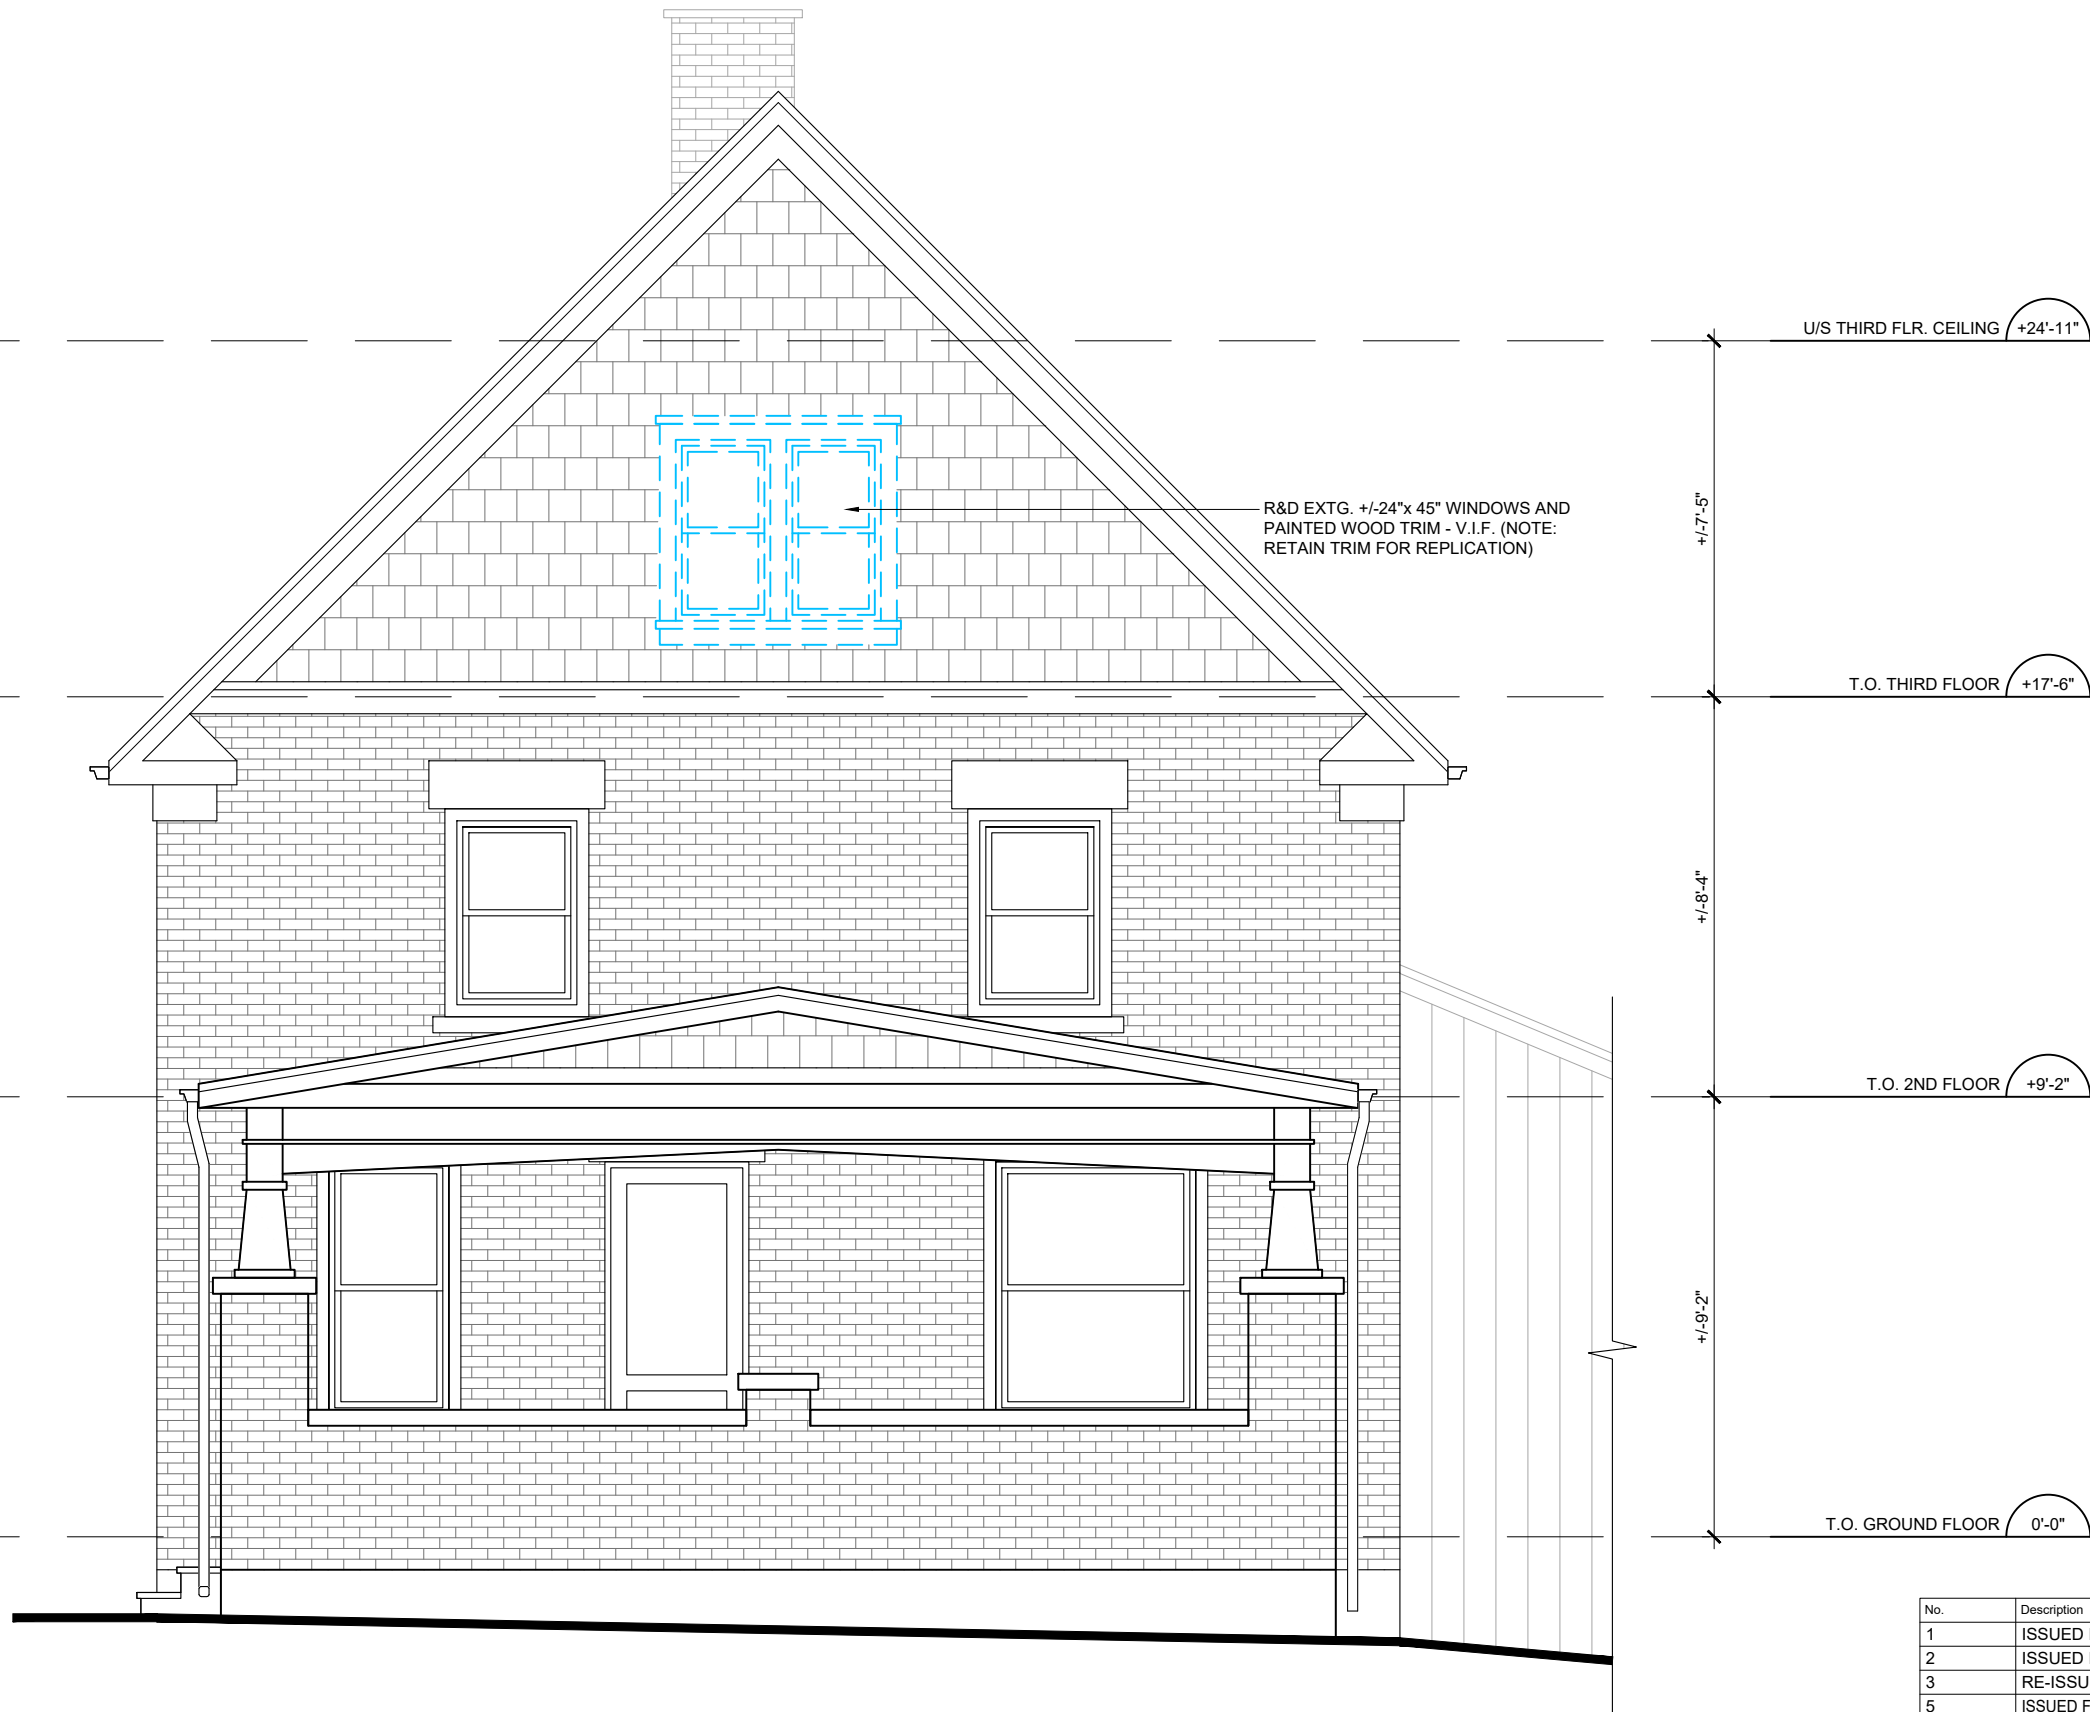 U/S THIRD FLR. CEILING +24'-11"
R&D EXTG. +/-24"x 45" WINDOWS AND
PAINTED WOOD TRIM - V.I.F. (NOTE:
RETAIN TRIM FOR REPLICATION)
+/-7'-5"
T.O. THIRD FLOOR +17'-6"
+/-8'-4"
T.O. 2ND FLOOR +9'-2"
+/-9'-2"
T.O. GROUND FLOOR 0'-0"
No. Description
1 ISSUED
2 ISSUED
3 RE-ISSU
5 ISSUED F